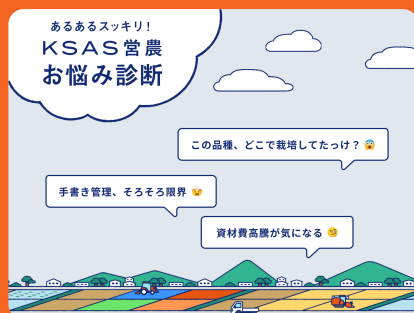 あるあるスッキリ！
KSAS営農
お悩み診断
この品種、どこで栽培してたっけ？😱
手書き管理、そろそろ限界😢
資材費高騰が気になる🧐